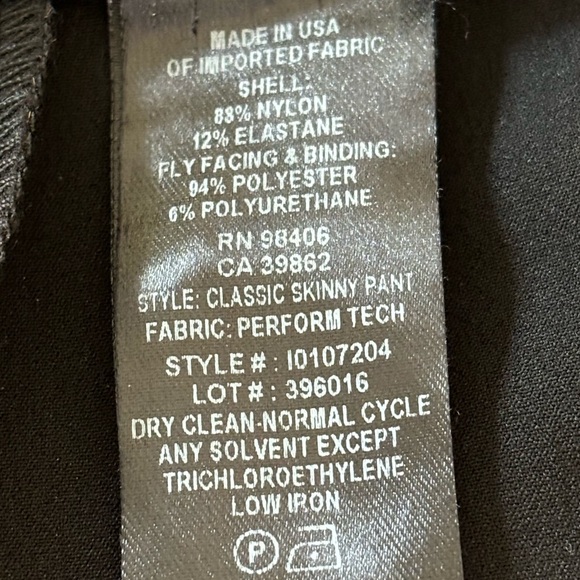 MADE IN USA
OF IMPORTED FABRIC
SHELL:
88% NYLON
12% ELASTANE
FLY FACING & BINDING:
94% POLYESTER
6% POLYURETHANE
RN 98406
CA 39862
STYLE: CLASSIC SKINNY PANT
FABRIC: PERFORM TECH
STYLE # : I0107204
LOT # : 396016
DRY CLEAN-NORMAL CYCLE
ANY SOLVENT EXCEPT
TRICHLOROETHYLENE
LOW IRON
P